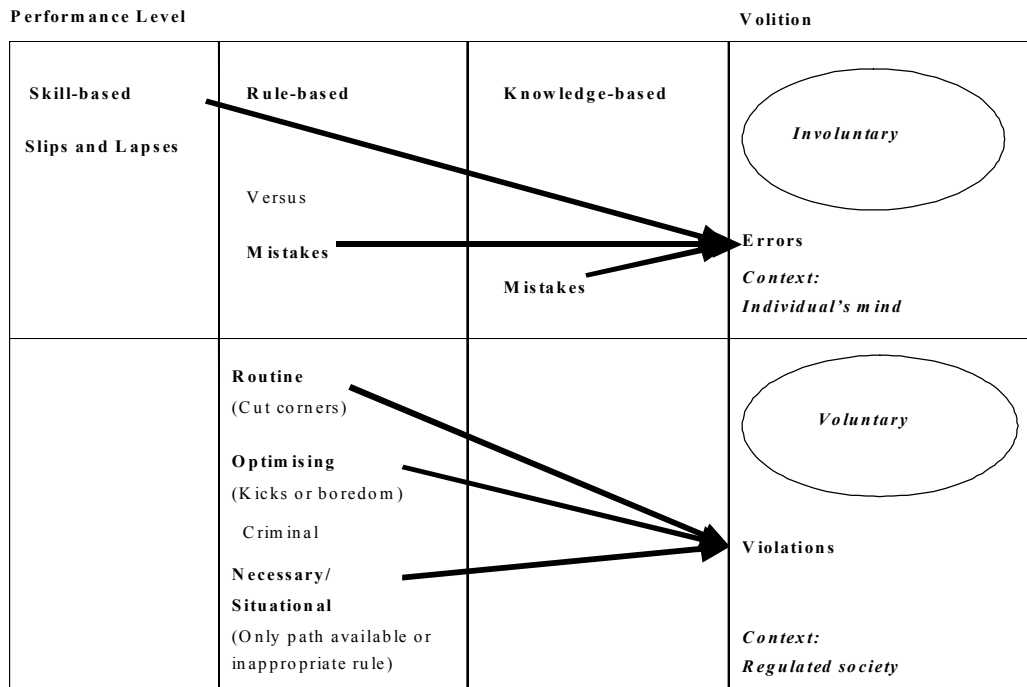 Performance Level
Volition
Skill-based
Rule-based
Knowledge-based
Involuntary
Slips and Lapses
Versus
Mistakes
Mistakes
Errors
Context:
Individual's mind
Routine
(Cut corners)
Optimising
(Kicks or boredom)
Criminal
Necessary/
Situational
(Only path available or
inappropriate rule)
Voluntary
Violations
Context:
Regulated society